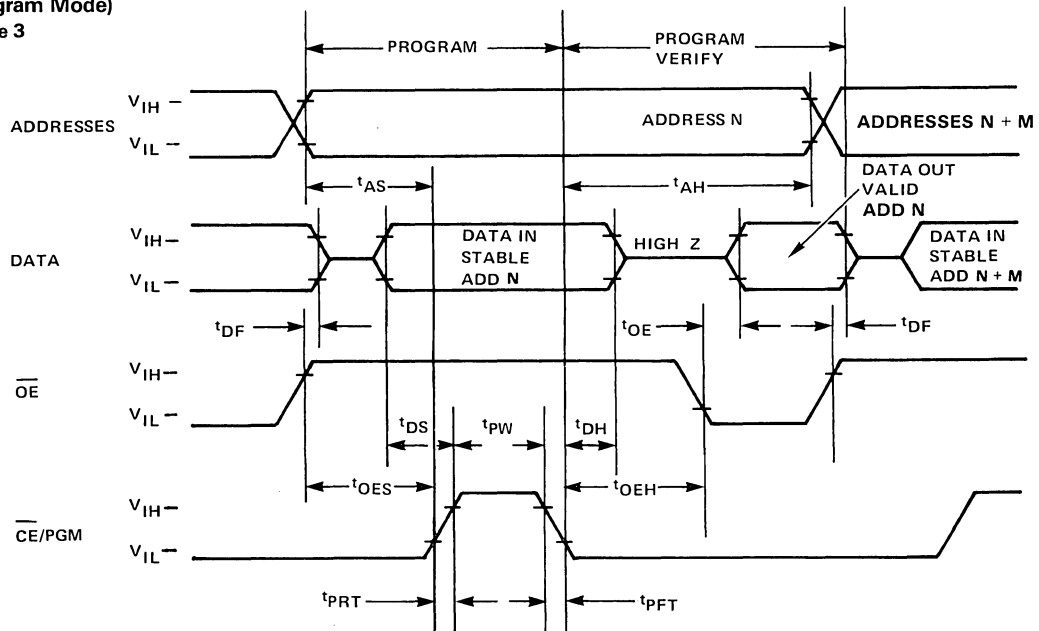 gram Mode)
e 3
PROGRAM
PROGRAM
VERIFY
ADDRESSES
VIH
VIL
ADDRESS N
ADDRESSES N + M
tAS
tAH
DATA OUT
VALID
ADD N
DATA
VIH
VIL
DATA IN
STABLE
ADD N
HIGH Z
DATA IN
STABLE
ADD N + M
tDF
tOE
tDF
OE
VIH
VIL
tDS
tPW
tDH
tOES
tOEH
CE/PGM
VIH
VIL
tPRT
tPFT